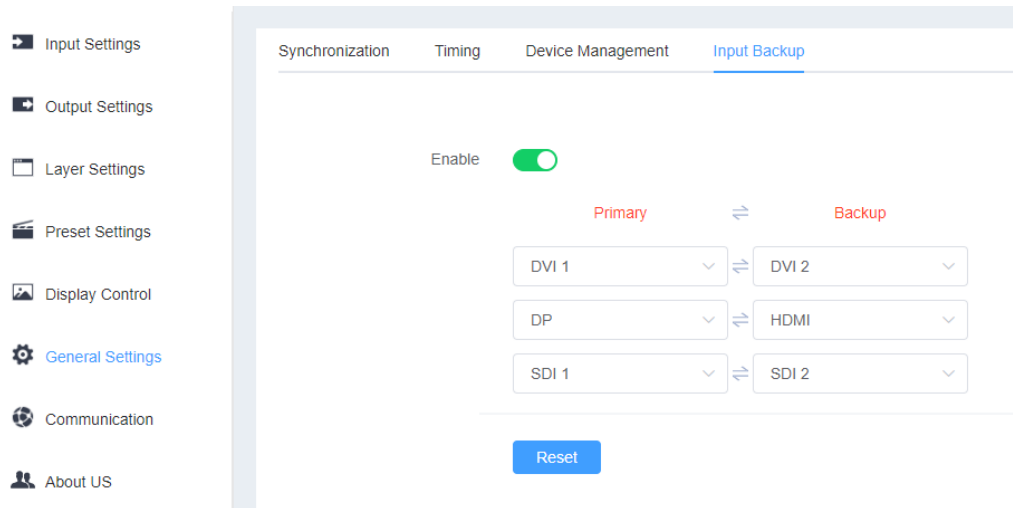 Input Settings
Output Settings
Layer Settings
Preset Settings
Display Control
General Settings
Communication
About US
Synchronization Timing Device Management Input Backup
Enable
Primary ⇌ Backup
DVI 1 ⇌ DVI 2
DP ⇌ HDMI
SDI 1 ⇌ SDI 2
Reset